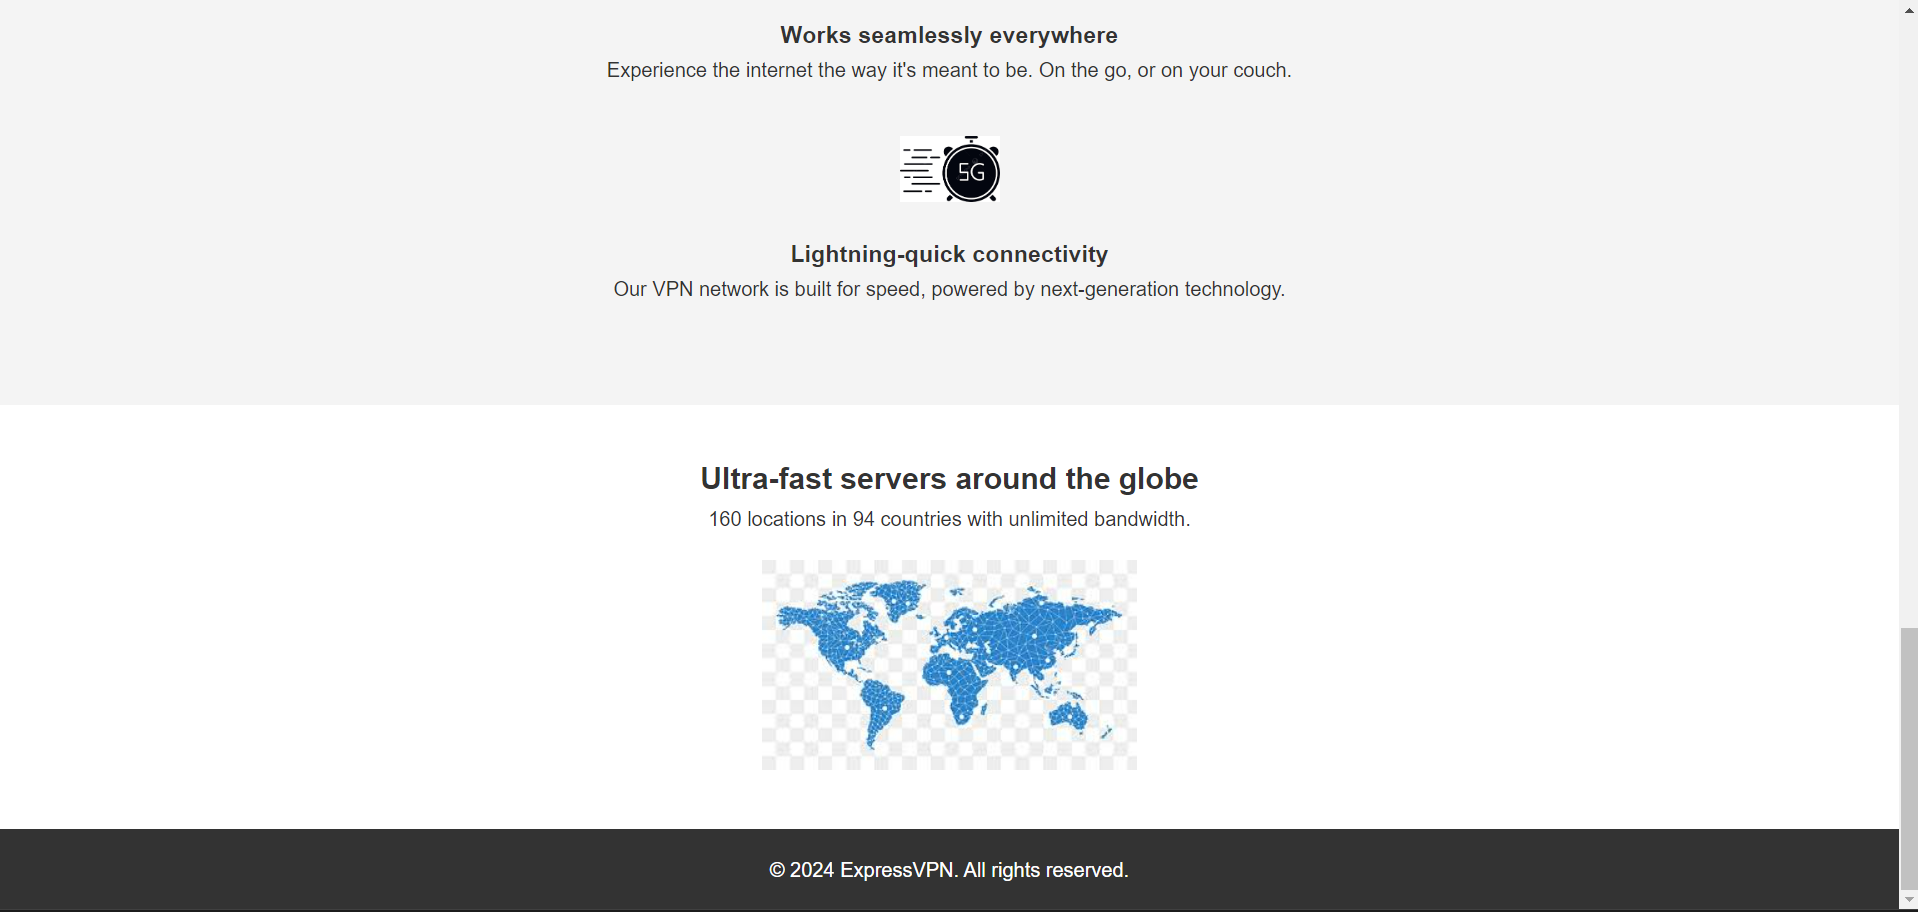 Works seamlessly everywhere
Experience the internet the way it's meant to be. On the go, or on your couch.
5G
Lightning-quick connectivity
Our VPN network is built for speed, powered by next-generation technology.
Ultra-fast servers around the globe
160 locations in 94 countries with unlimited bandwidth.
© 2024 ExpressVPN. All rights reserved.